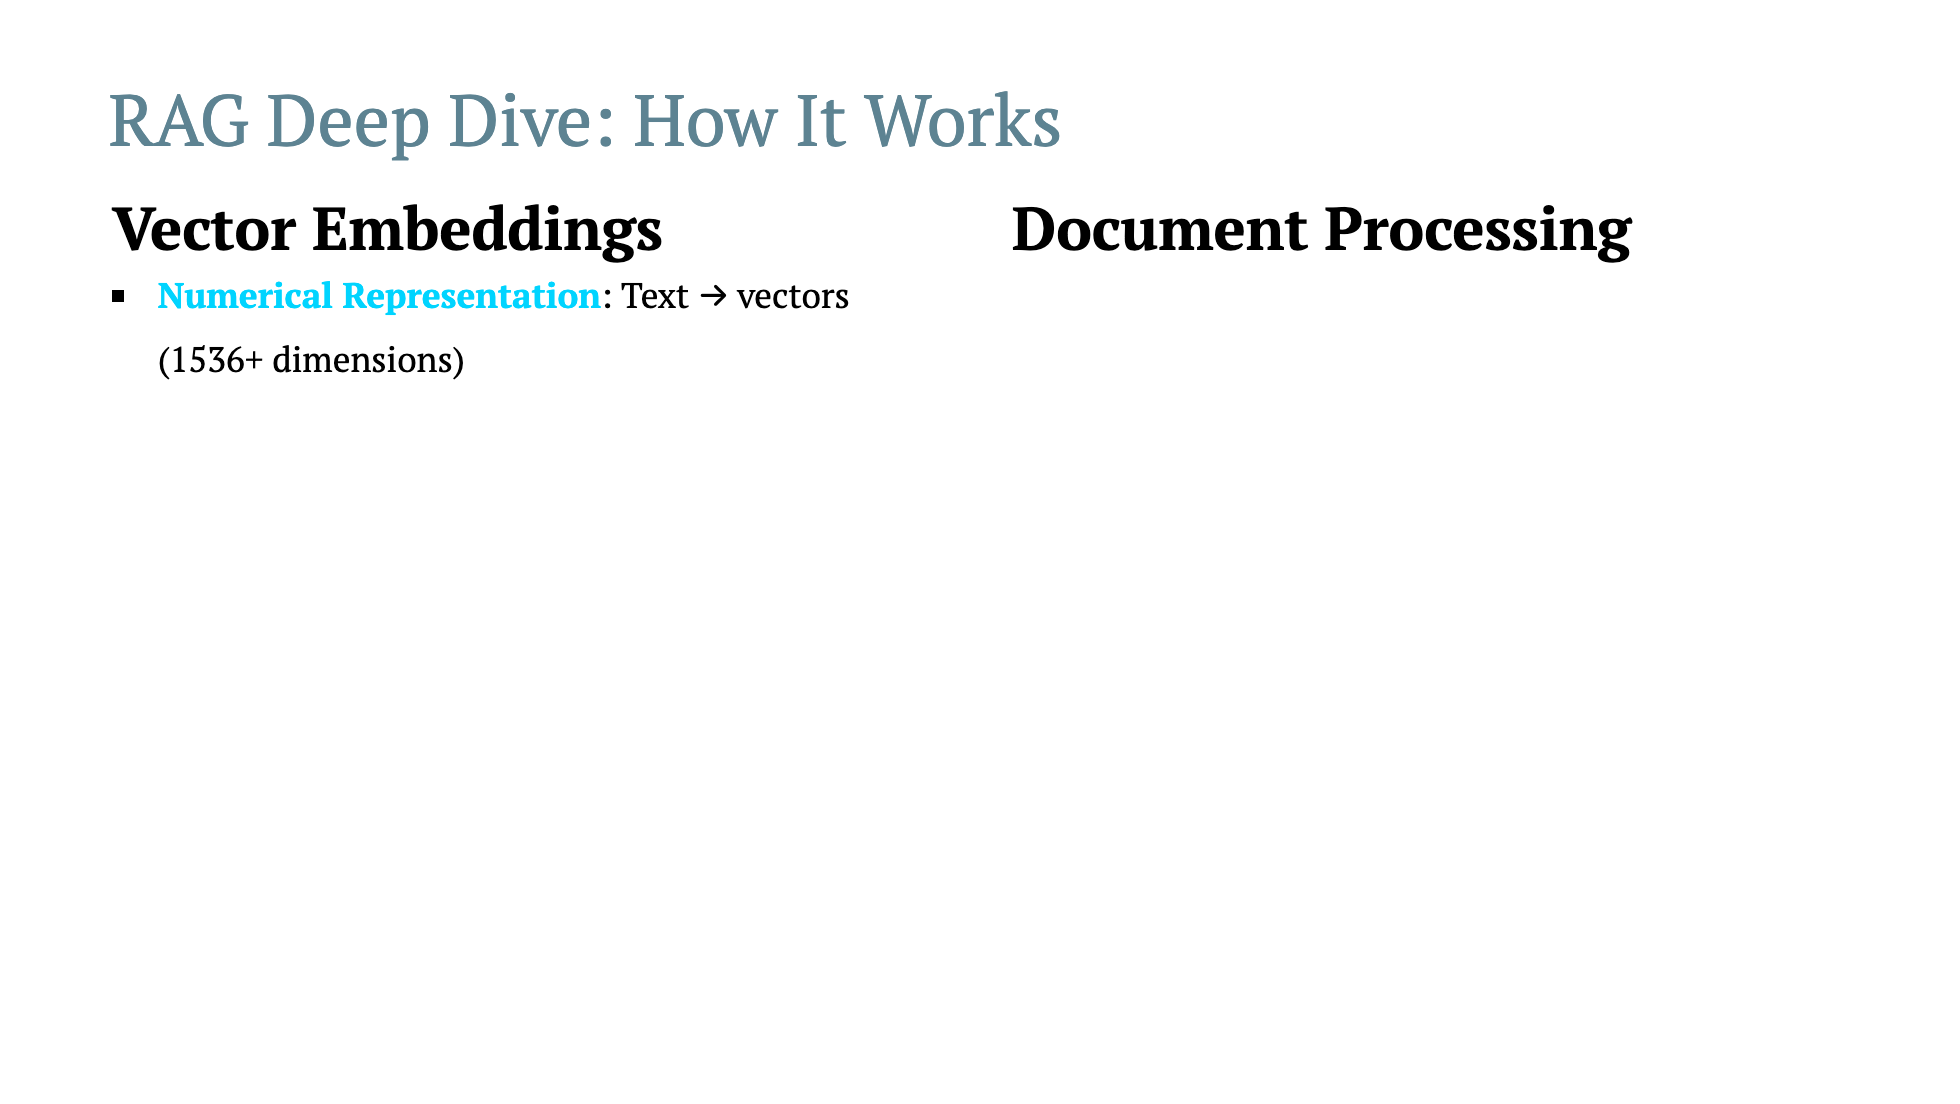 RAG Deep Dive: How It Works
Vector Embeddings
▪ Numerical Representation: Text → vectors
(1536+ dimensions)
Document Processing